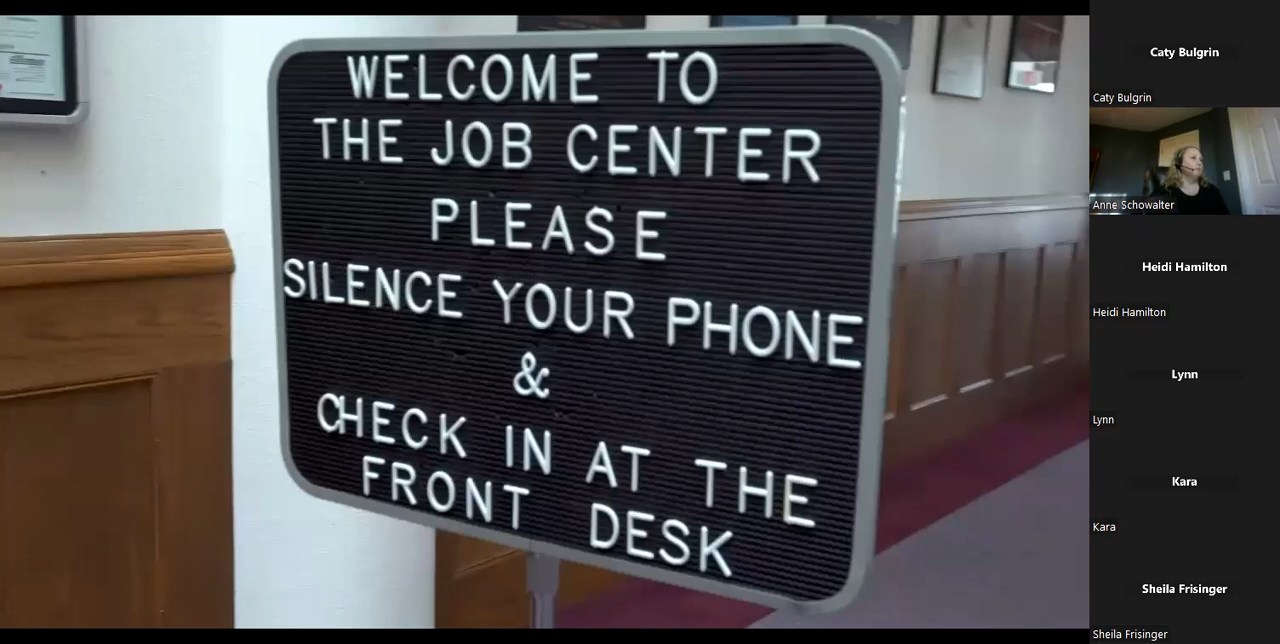 WELCOME TO
THE JOB CENTER
PLEASE
SILENCE YOUR PHONE
&
CHECK IN AT THE
FRONT DESK
Caty Bulgrin
Caty Bulgrin
Anne Schowalter
Heidi Hamilton
Heidi Hamilton
Lynn
Lynn
Kara
Kara
Sheila Frisinger
Sheila Frisinger